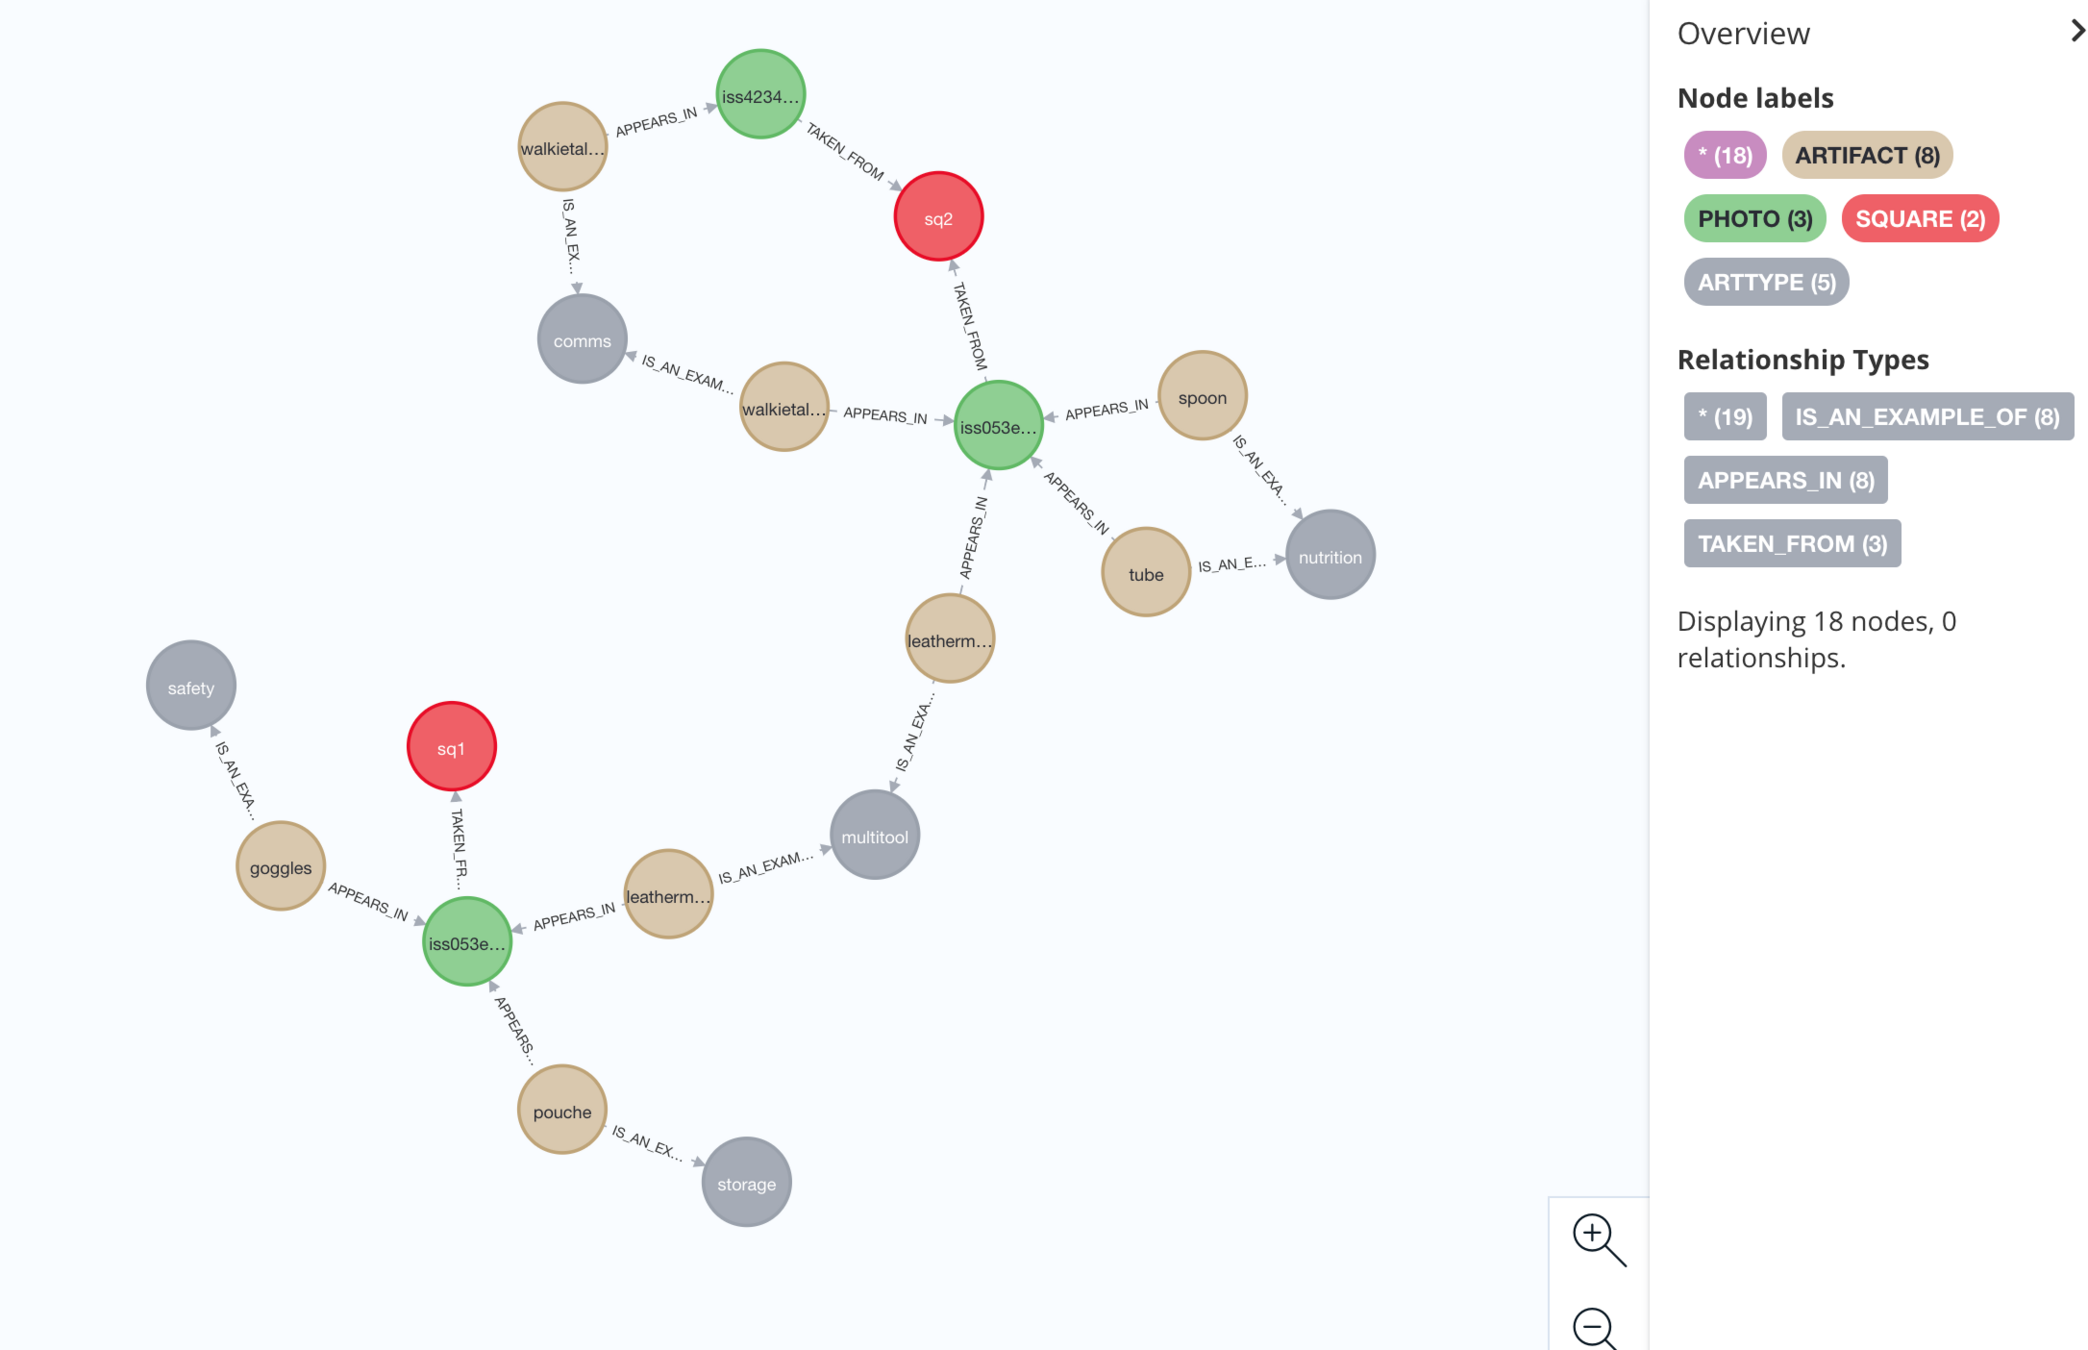 Overview
Node labels
* (18)
ARTIFACT (8)
PHOTO (3)
SQUARE (2)
ARTTYPE (5)
Relationship Types
* (19)
IS_AN_EXAMPLE_OF (8)
APPEARS_IN (8)
TAKEN_FROM (3)
Displaying 18 nodes, 0
relationships.
iss4234...
walkietal...
APPEARS_IN
TAKEN_FROM
sq2
IS_AN_EX...
TAKEN_FROM
comms
IS_AN_EXAM...
walkietal...
APPEARS_IN
iss053e...
APPEARS_IN
spoon
IS_AN_EXA...
APPEARS_IN
APPEARS_IN
tube
IS_AN_E...
nutrition
leatherm...
IS_AN_EXA...
safety
sq1
IS_AN_EXA...
TAKEN_FR...
multitool
goggles
IS_AN_EXAM...
leatherm...
APPEARS_IN
APPEARS_IN
iss053e...
APPEARS...
pouche
IS_AN_EX...
storage